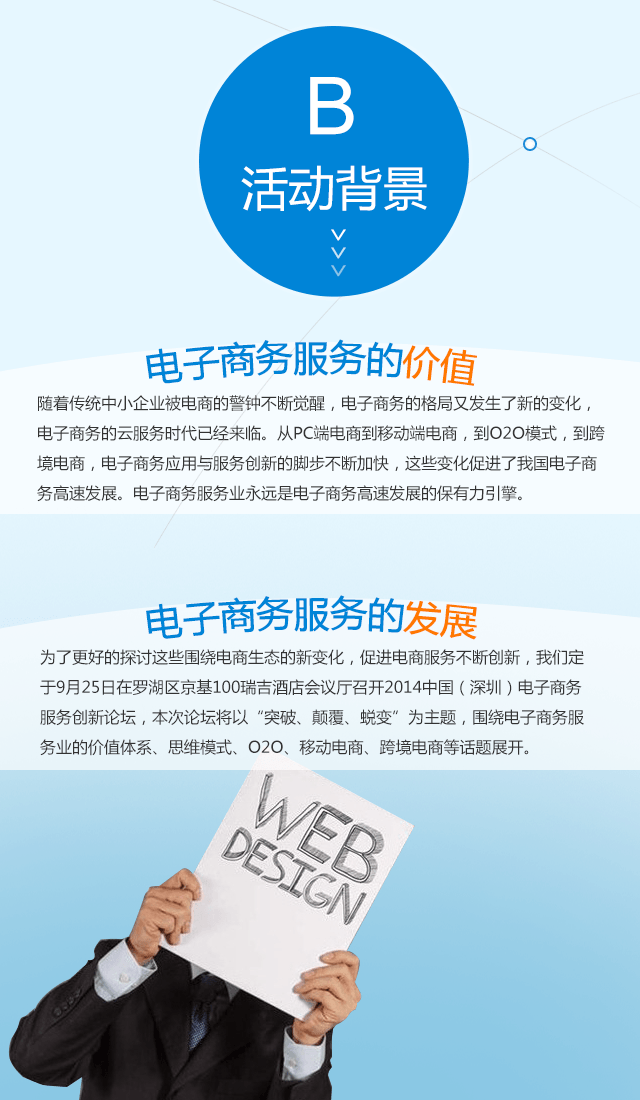 B
活动背景
电子商务服务的价值
随着传统中小企业被电商的警钟不断觉醒，电子商务的格局又发生了新的变化，
电子商务的云服务时代已经来临。从PC端电商到移动端电商，到O2O模式，到跨
境电商，电子商务应用与服务创新的脚步不断加快，这些变化促进了我国电子商
务高速发展。电子商务服务业永远是电子商务高速发展的保有力引擎。
电子商务服务的发展
为了更好的探讨这些围绕电商生态的新变化，促进电商服务不断创新，我们定
于9月25日在罗湖区京基100瑞吉酒店会议厅召开2014中国（深圳）电子商务
服务创新论坛，本次论坛将以“突破、颠覆、蜕变”为主题，围绕电子商务服
务业的价值体系、思维模式、O2O、移动电商、跨境电商等话题展开。
WEB
DESIGN